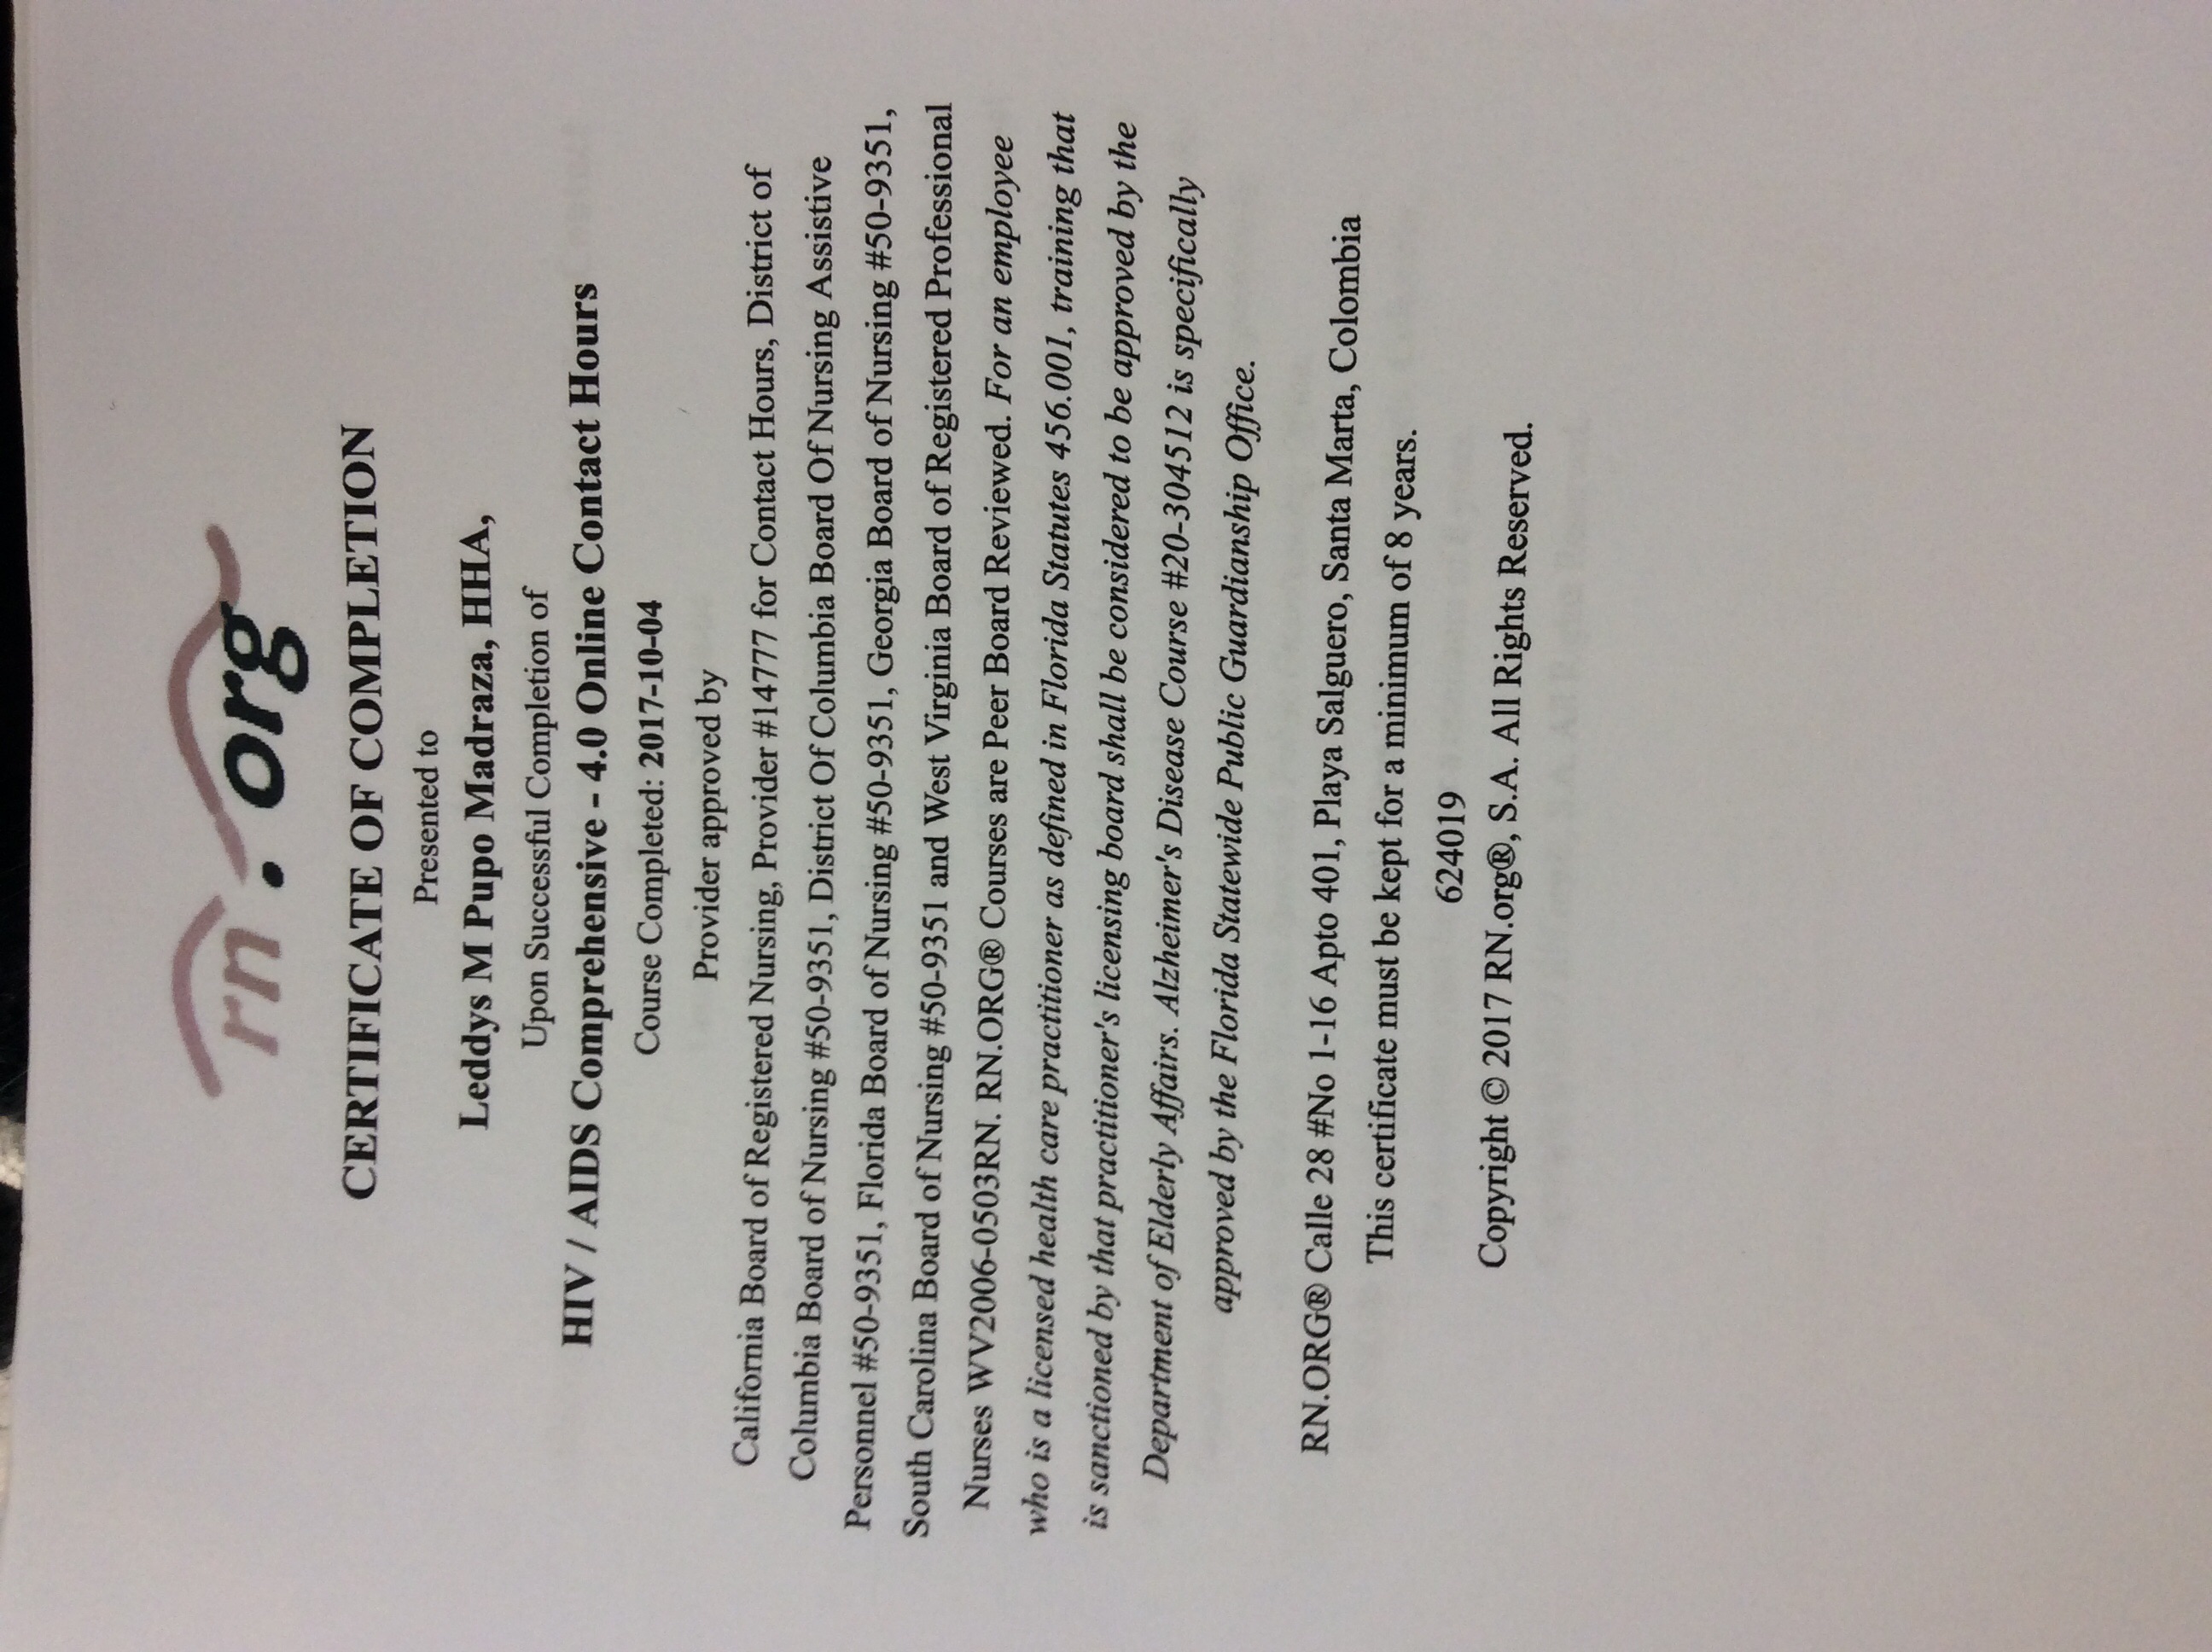 rn.org
CERTIFICATE OF COMPLETION
Presented to
Leddys M Pupo Madraza, HHA,
Upon Successful Completion of
HIV / AIDS Comprehensive - 4.0 Online Contact Hours
Course Completed: 2017-10-04
Provider approved by
California Board of Registered Nursing, Provider #14777 for Contact Hours, District of
Columbia Board of Nursing #50-9351, District Of Columbia Board Of Nursing Assistive
Personnel #50-9351, Florida Board of Nursing #50-9351, Georgia Board of Nursing #50-9351,
South Carolina Board of Nursing #50-9351 and West Virginia Board of Registered Professional
Nurses WV2006-0503RN. RN.ORG® Courses are Peer Board Reviewed. For an employee
who is a licensed health care practitioner as defined in Florida Statutes 456.001, training that
is sanctioned by that practitioner's licensing board shall be considered to be approved by the
Department of Elderly Affairs. Alzheimer's Disease Course #20-304512 is specifically
approved by the Florida Statewide Public Guardianship Office.
RN.ORG® Calle 28 #No 1-16 Apto 401, Playa Salguero, Santa Marta, Colombia
This certificate must be kept for a minimum of 8 years.
624019
Copyright © 2017 RN.org®, S.A. All Rights Reserved.